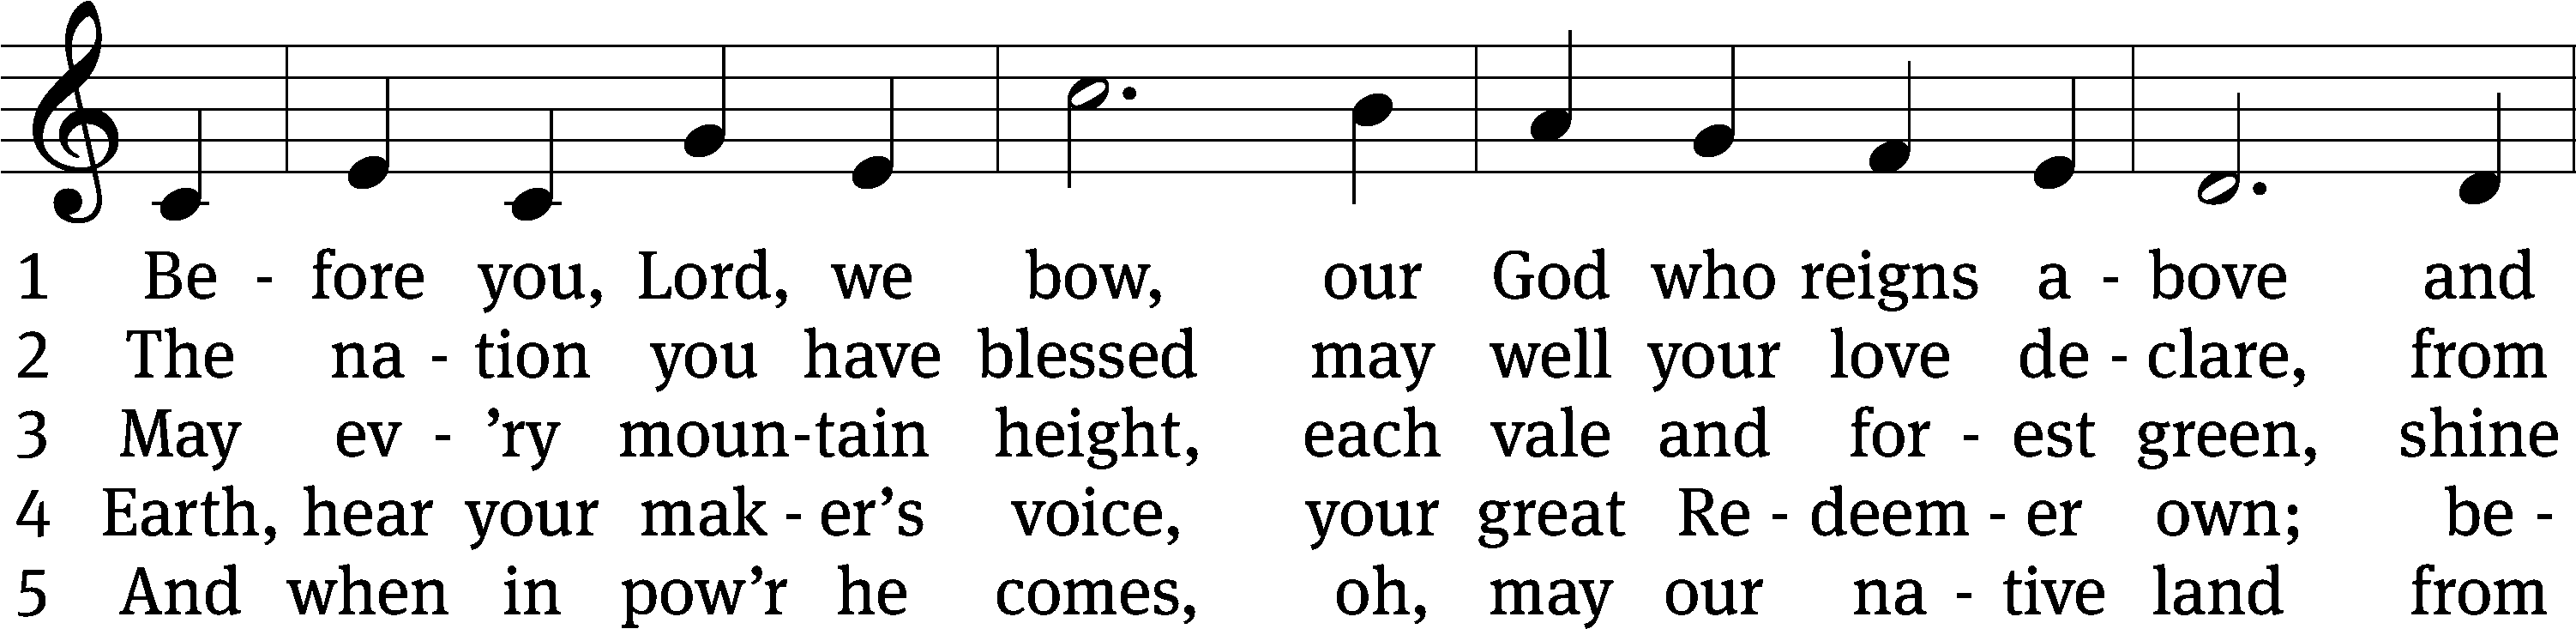 1 Be - fore you, Lord, we bow, our God who reigns a - bove and
2 The na - tion you have blessed may well your love de - clare, from
3 May ev - ’ry moun - tain height, each vale and for - est green, shine
4 Earth, hear your mak - er’s voice, your great Re - deem - er own; be -
5 And when in pow’r he comes, oh, may our na - tive land from